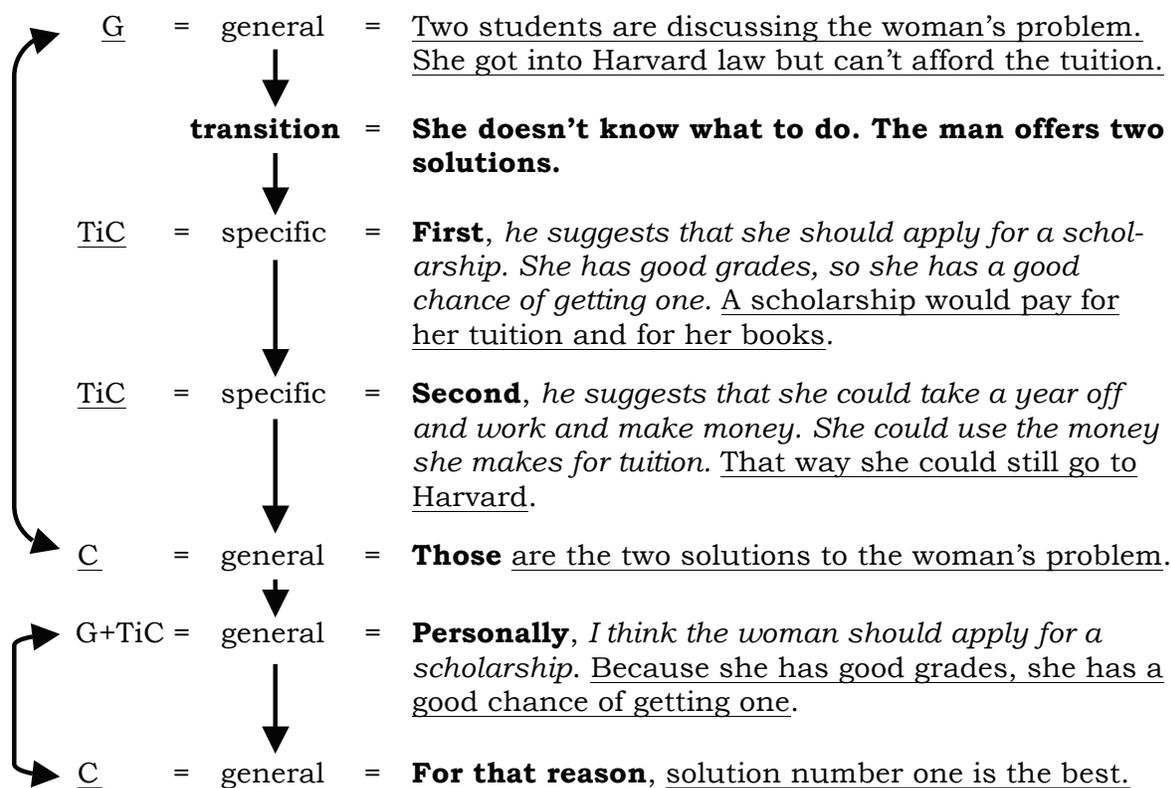 G = general = Two students are discussing the woman’s problem.
She got into Harvard law but can’t afford the tuition.
transition = She doesn’t know what to do. The man offers two
solutions.
TiC = specific = First, he suggests that she should apply for a schol-
arship. She has good grades, so she has a good
chance of getting one. A scholarship would pay for
her tuition and for her books.
TiC = specific = Second, he suggests that she could take a year off
and work and make money. She could use the money
she makes for tuition. That way she could still go to
Harvard.
C = general = Those are the two solutions to the woman’s problem.
G+TiC = general = Personally, I think the woman should apply for a
scholarship. Because she has good grades, she has a
good chance of getting one.
C = general = For that reason, solution number one is the best.